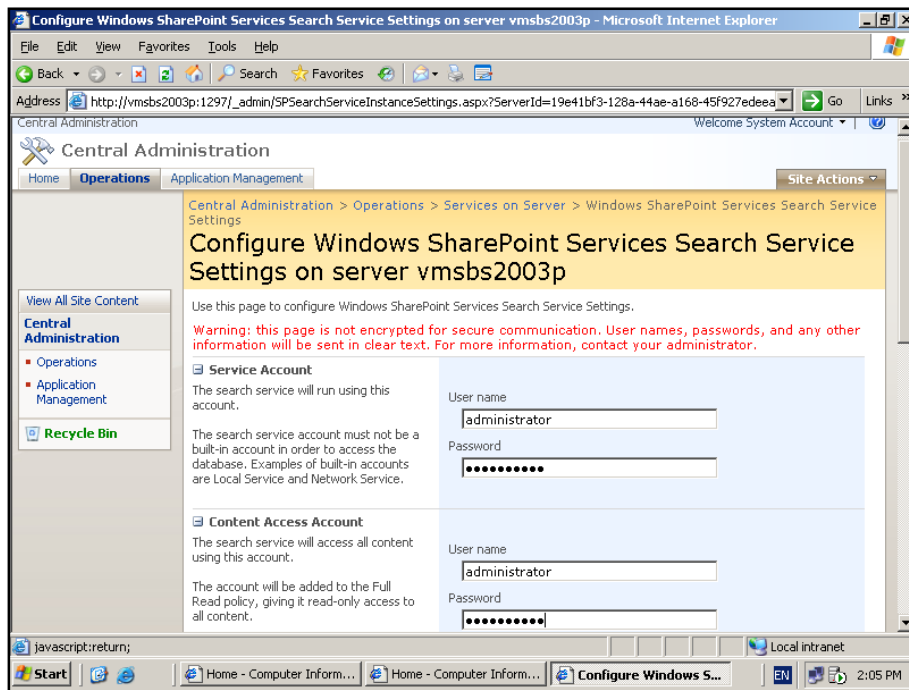 Configure Windows SharePoint Services Search Service Settings on server vmsbs2003p - Microsoft Internet Explorer
File Edit View Favorites Tools Help
Back Search Favorites
Address http://vmsbs2003p:1297/_admin/SPSearchServiceInstanceSettings.aspx?ServerId=19e41bf3-128a-44ae-a168-45f927edeea Go Links »
Central Administration Welcome System Account
Central Administration
Home Operations Application Management Site Actions
Central Administration > Operations > Services on Server > Windows SharePoint Services Search Service
Settings
Configure Windows SharePoint Services Search Service
Settings on server vmsbs2003p
View All Site Content
Central
Administration
Operations
Application
Management
Recycle Bin
Use this page to configure Windows SharePoint Services Search Service Settings.
Warning: this page is not encrypted for secure communication. User names, passwords, and any other
information will be sent in clear text. For more information, contact your administrator.
Service Account
The search service will run using this
account.
The search service account must not be a
built-in account in order to access the
database. Examples of built-in accounts
are Local Service and Network Service.
User name
administrator
Password
••••••••••
Content Access Account
The search service will access all content
using this account.
The account will be added to the Full
Read policy, giving it read-only access to
all content.
User name
administrator
Password
••••••••••
javascript:return; Local intranet
Start Home - Computer Inform... Home - Computer Inform... Configure Windows S... EN 2:05 PM